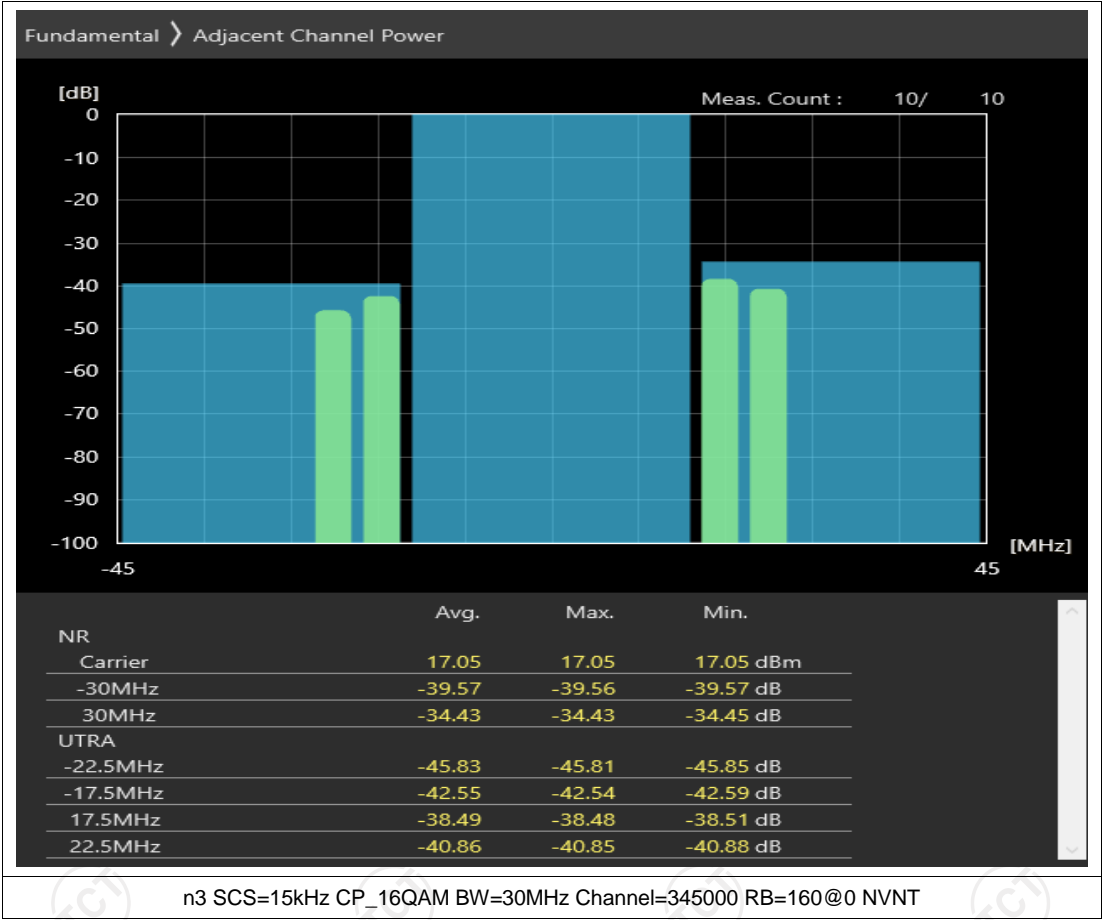 Fundamental 〉 Adjacent Channel Power
[dB]
Meas. Count : 10/ 10
0
-10
-20
-30
-40
-50
-60
-70
-80
-90
-100
[MHz]
-45 45
Avg. Max. Min.
NR
Carrier 17.05 17.05 17.05 dBm
-30MHz -39.57 -39.56 -39.57 dB
30MHz -34.43 -34.43 -34.45 dB
UTRA
-22.5MHz -45.83 -45.81 -45.85 dB
-17.5MHz -42.55 -42.54 -42.59 dB
17.5MHz -38.49 -38.48 -38.51 dB
22.5MHz -40.86 -40.85 -40.88 dB
n3 SCS=15kHz CP_16QAM BW=30MHz Channel=345000 RB=160@0 NVNT
TCT TCT TCT TCT